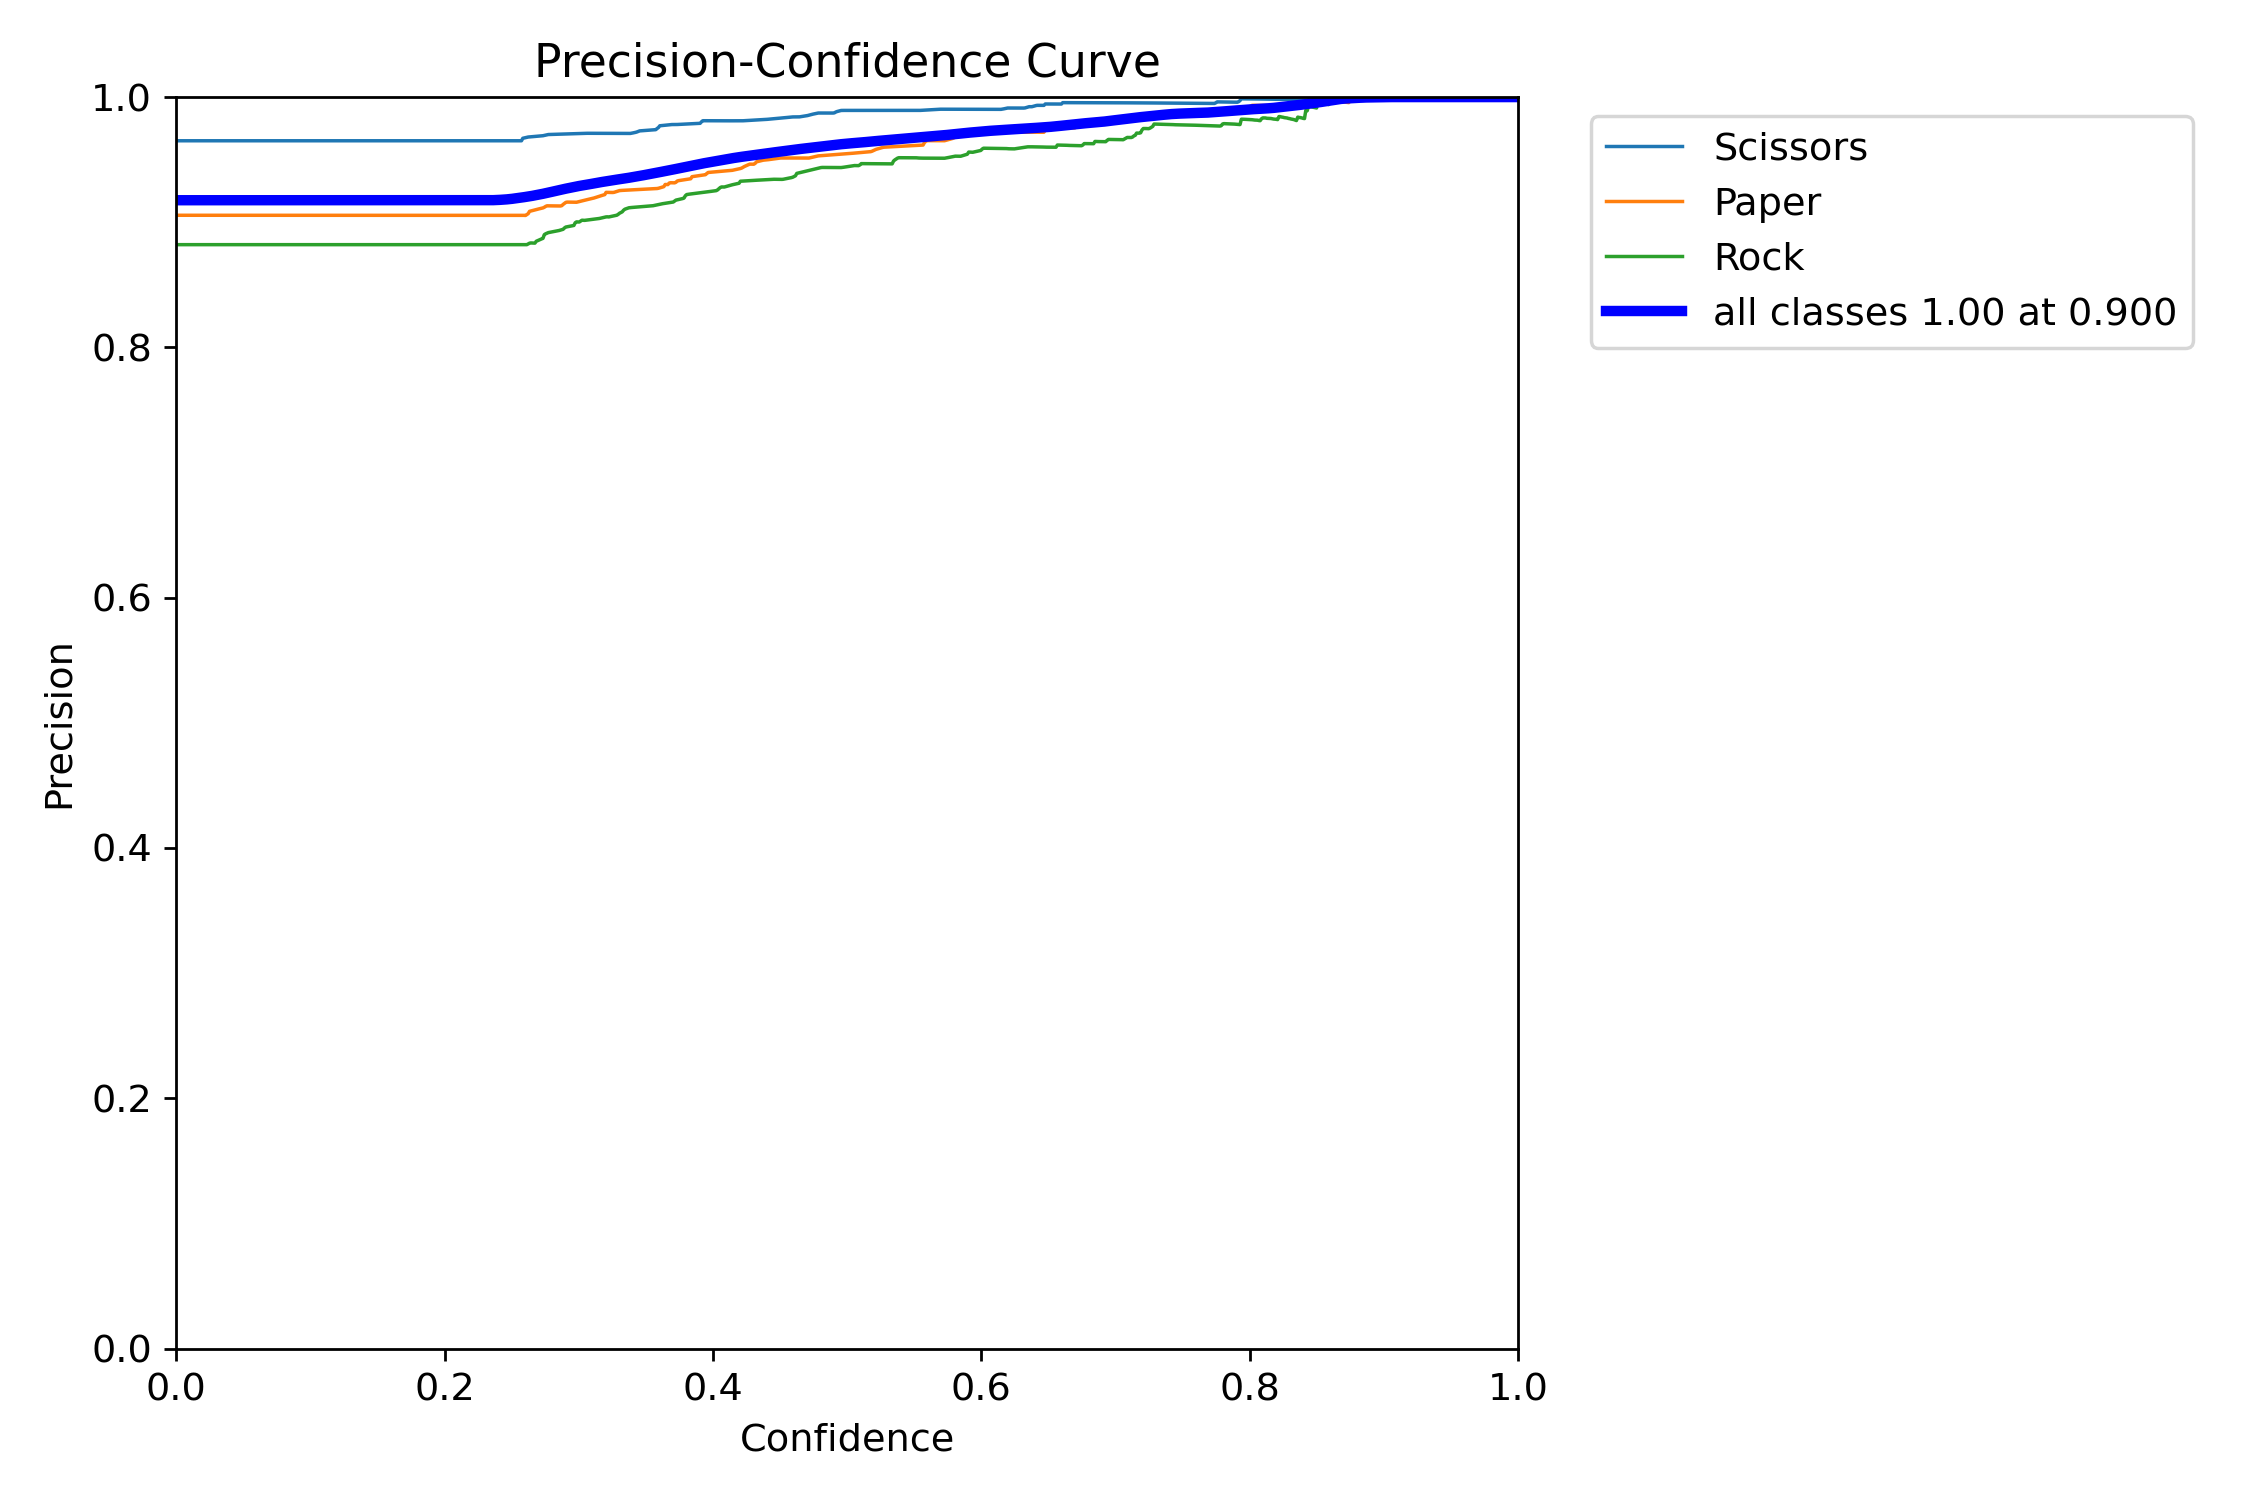 Precision-Confidence Curve
1.0
0.8
0.6
0.4
0.2
0.0
Precision
0.0 0.2 0.4 0.6 0.8 1.0
Confidence
Scissors
Paper
Rock
all classes 1.00 at 0.900